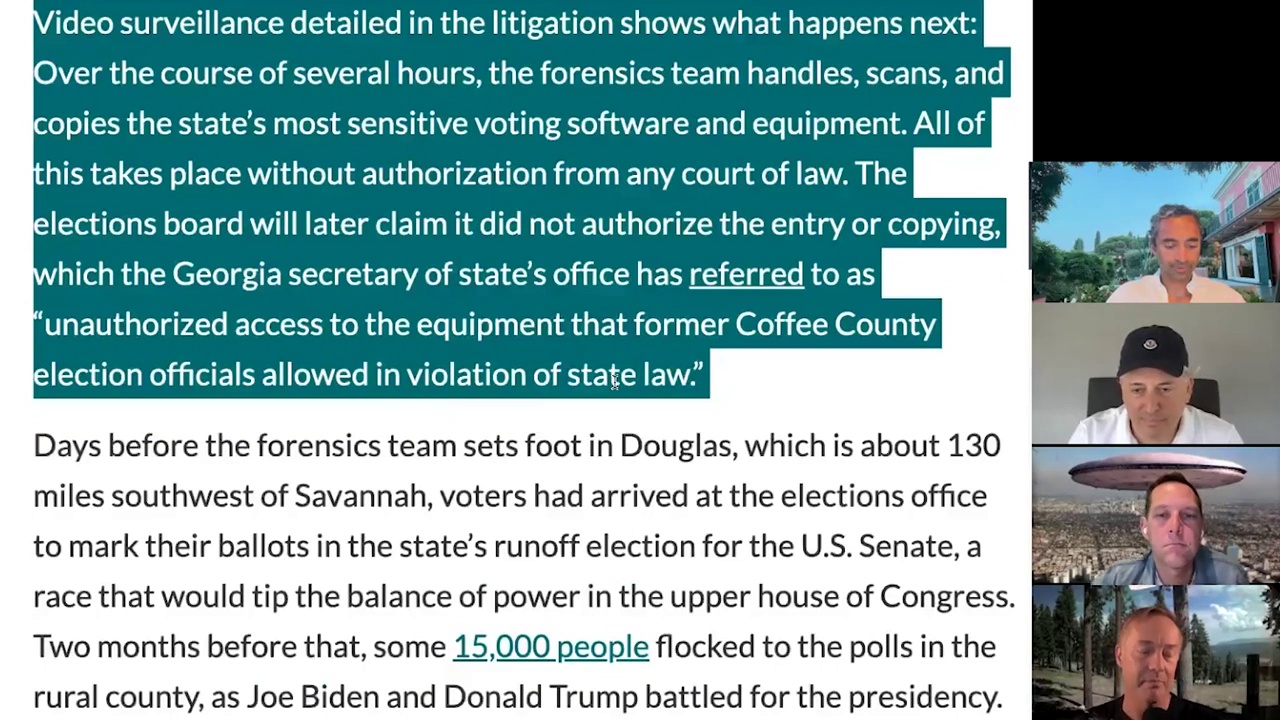 Video surveillance detailed in the litigation shows what happens next:
Over the course of several hours, the forensics team handles, scans, and
copies the state’s most sensitive voting software and equipment. All of
this takes place without authorization from any court of law. The
elections board will later claim it did not authorize the entry or copying,
which the Georgia secretary of state’s office has referred to as
“unauthorized access to the equipment that former Coffee County
election officials allowed in violation of state law.”
Days before the forensics team sets foot in Douglas, which is about 130
miles southwest of Savannah, voters had arrived at the elections office
to mark their ballots in the state’s runoff election for the U.S. Senate, a
race that would tip the balance of power in the upper house of Congress.
Two months before that, some 15,000 people flocked to the polls in the
rural county, as Joe Biden and Donald Trump battled for the presidency.